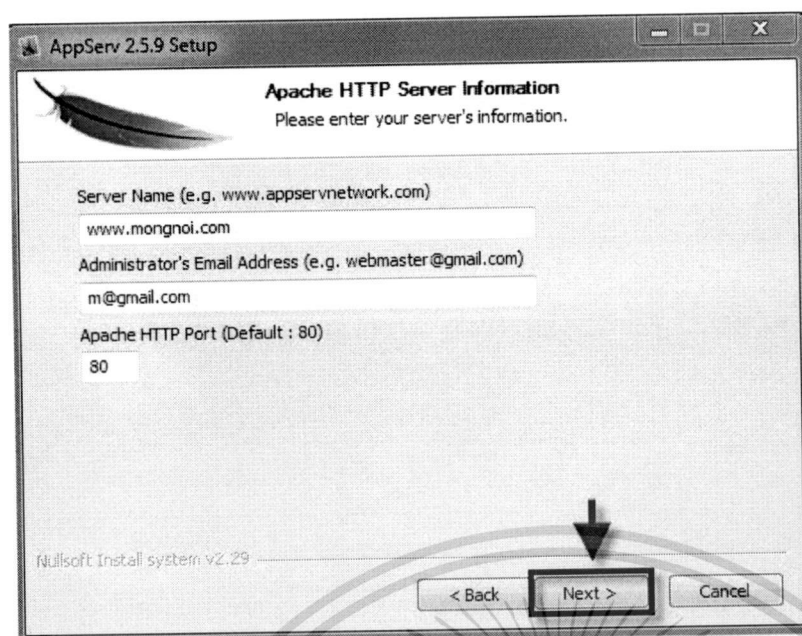 AppServ 2.5.9 Setup
Apache HTTP Server Information
Please enter your server's information.
Server Name (e.g. www.appservnetwork.com)
www.mongnoi.com
Administrator's Email Address (e.g. webmaster@gmail.com)
m@gmail.com
Apache HTTP Port (Default : 80)
80
Nullsoft Install system v2.29
< Back Next > Cancel